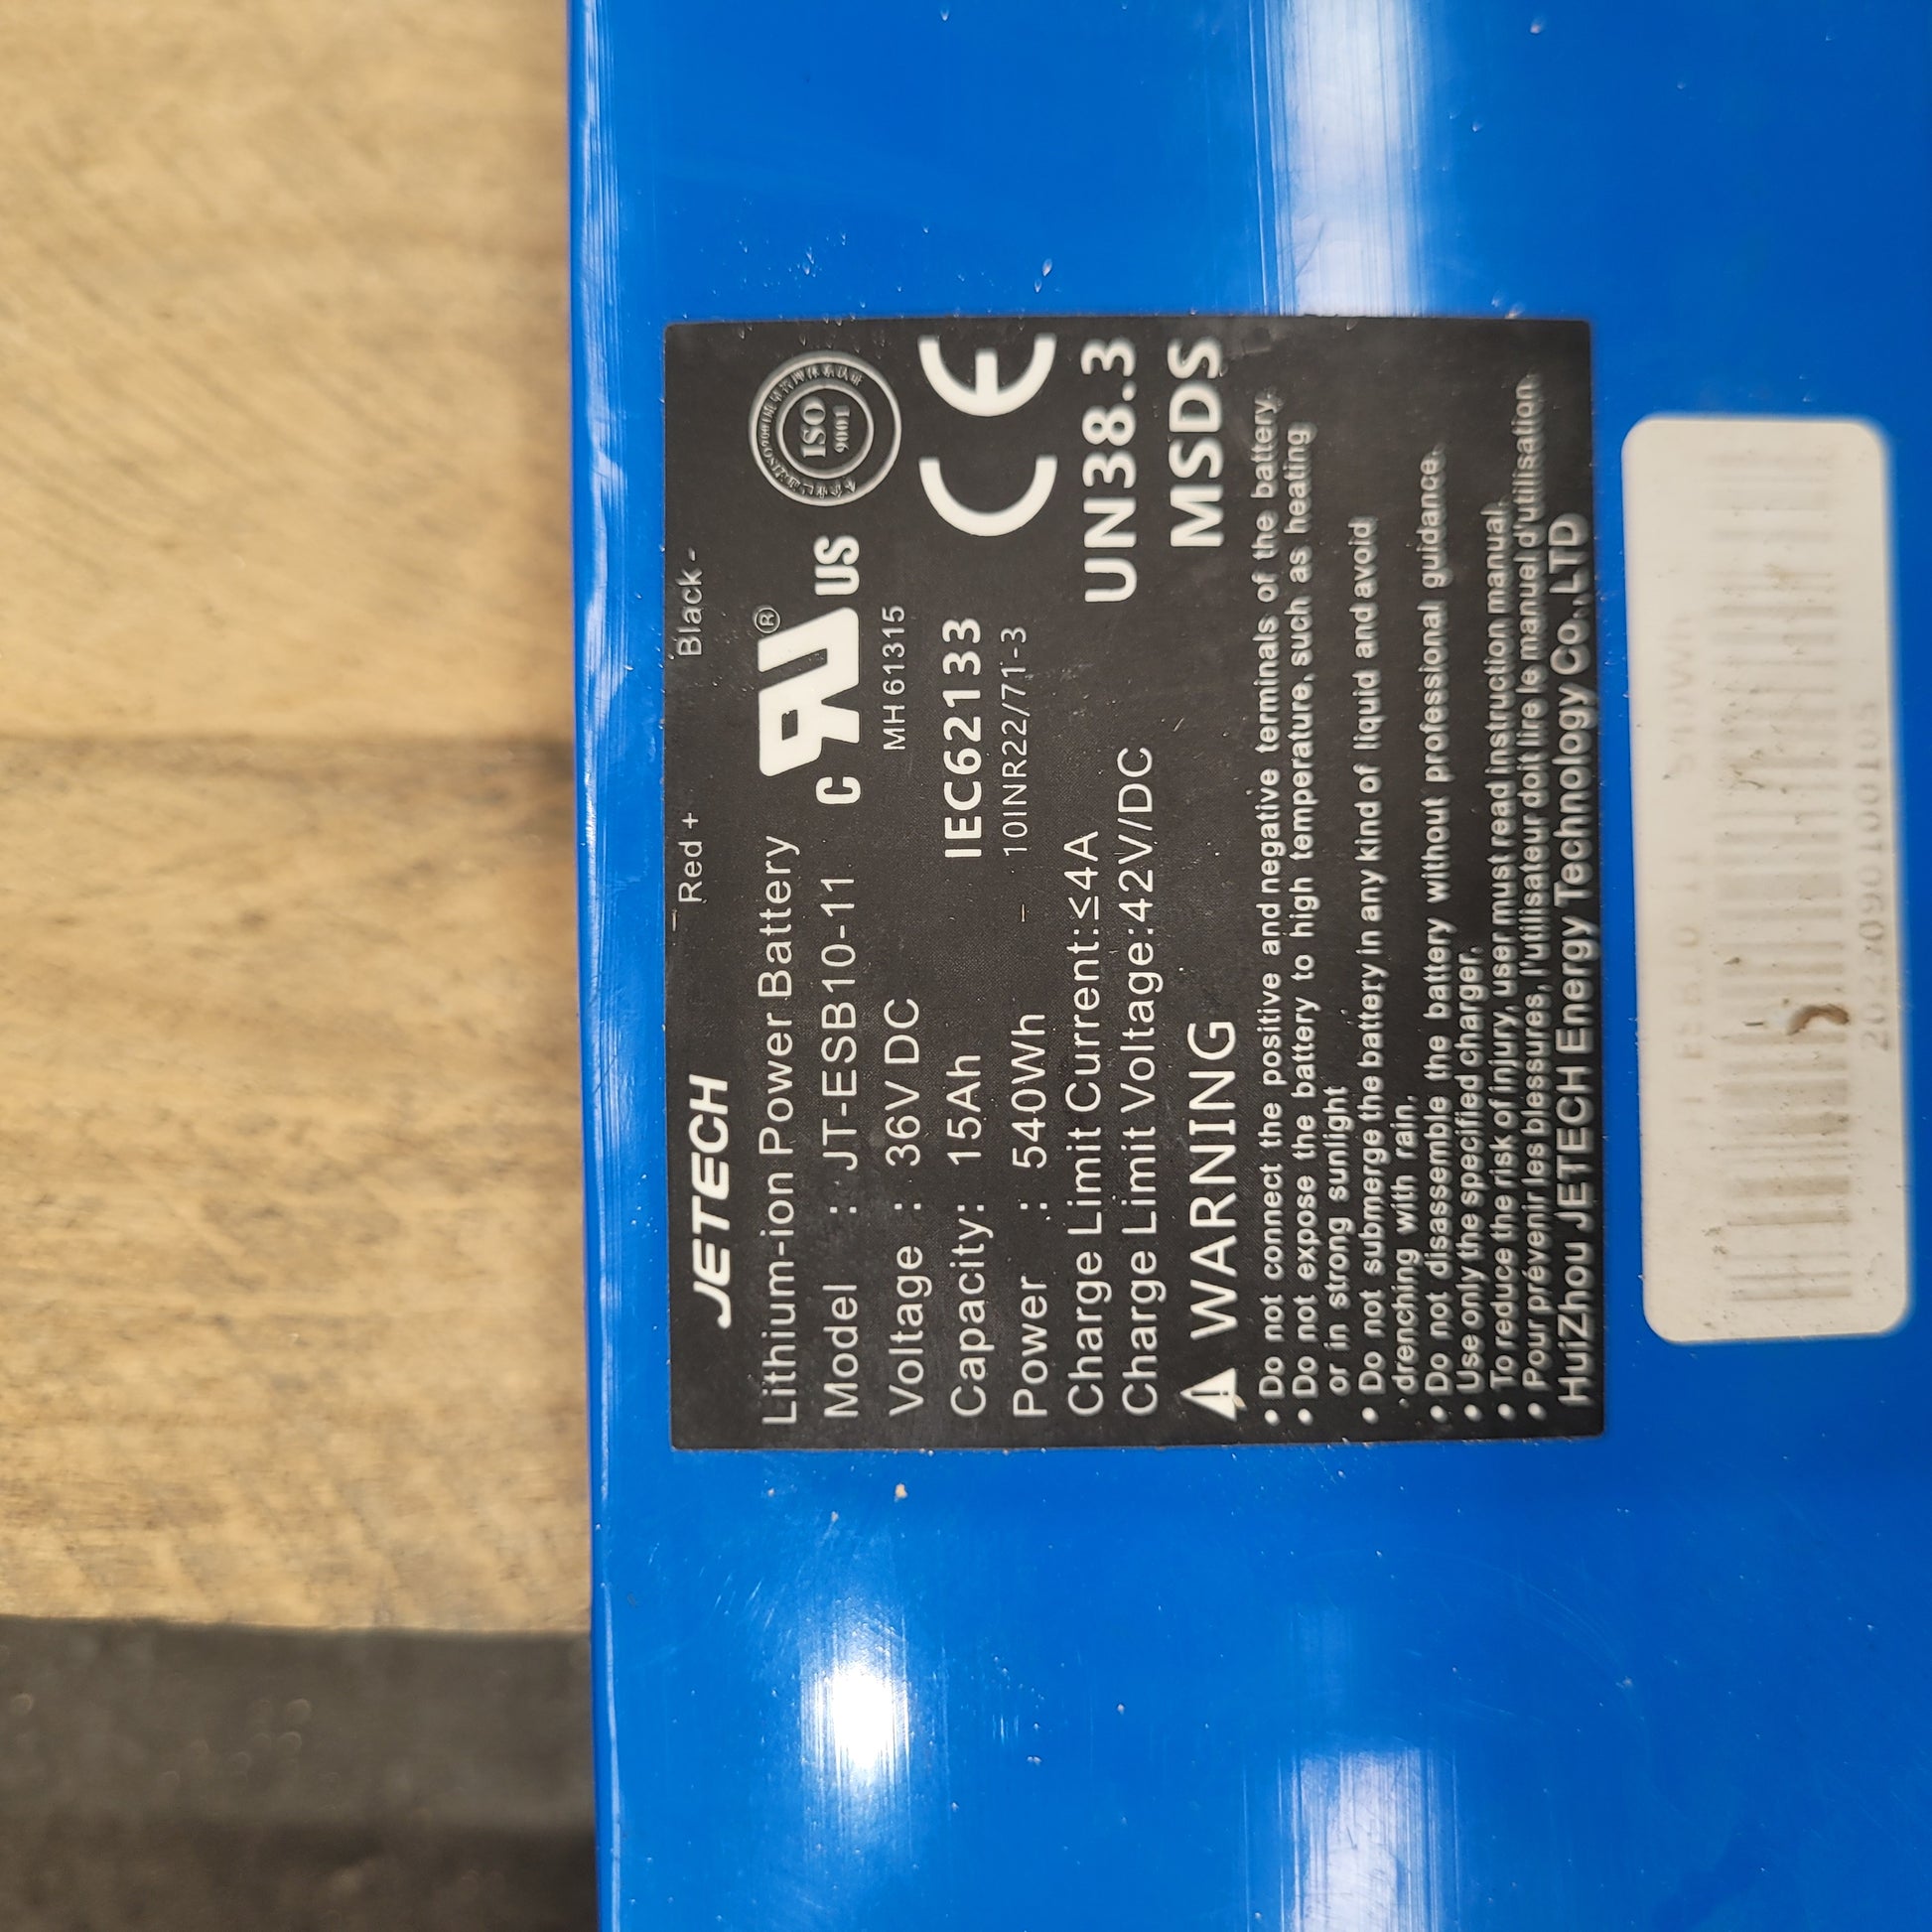 Red +    Black -
JETECH
Lithium-ion Power Battery
Model : JT-ESB10-11
Voltage : 36V DC
Capacity: 15Ah
Power : 540Wh
Charge Limit Current:≤4A
Charge Limit Voltage:42V/DC
C RU ® US
MH61315
IEC62133
10INR22/71-3
ISO
9001
CE
UN38.3
MSDS
⚠ WARNING
• Do not connect the positive and negative terminals of the battery.
• Do not expose the battery to high temperature, such as heating
or in strong sunlight
• Do not submerge the battery in any kind of liquid and avoid
drenching with rain.
• Do not disassemble the battery without professional guidance.
• Use only the specified charger.
• To reduce the risk of injury, user must read instruction manual.
• Pour prévenir les blessures, l'utilisateur doit lire le manuel d'utilisation.
HuiZhou JETECH Energy Technology Co.,LTD